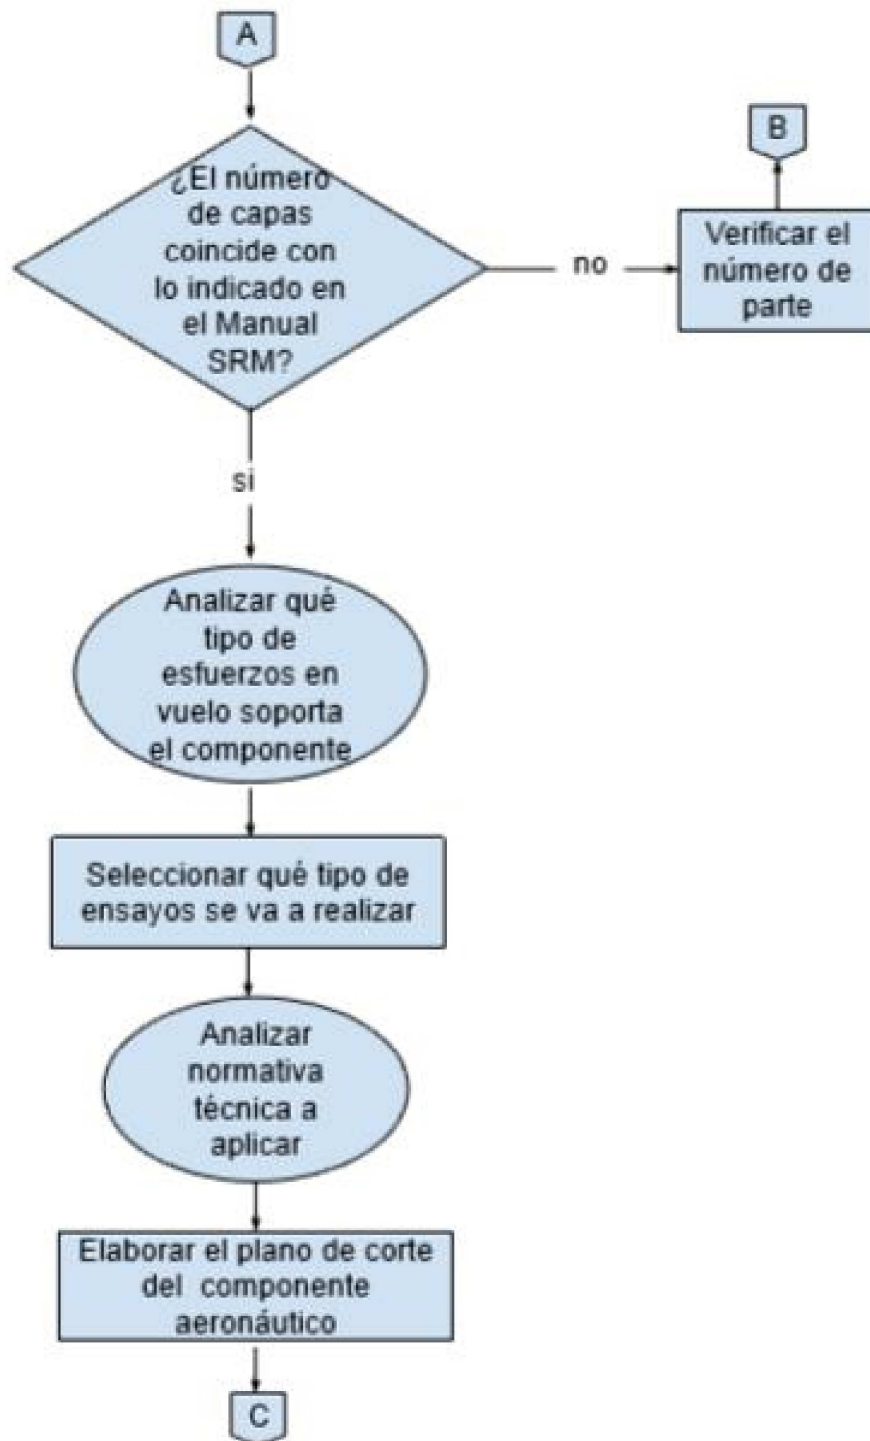 A
¿El número
de capas
coincide con
lo indicado en
el Manual
SRM?
no
B
Verificar el
número de
parte
si
Analizar qué
tipo de
esfuerzos en
vuelo soporta
el componente
Seleccionar qué tipo de
ensayos se va a realizar
Analizar
normativa
técnica a
aplicar
Elaborar el plano de corte
del componente
aeronáutico
C